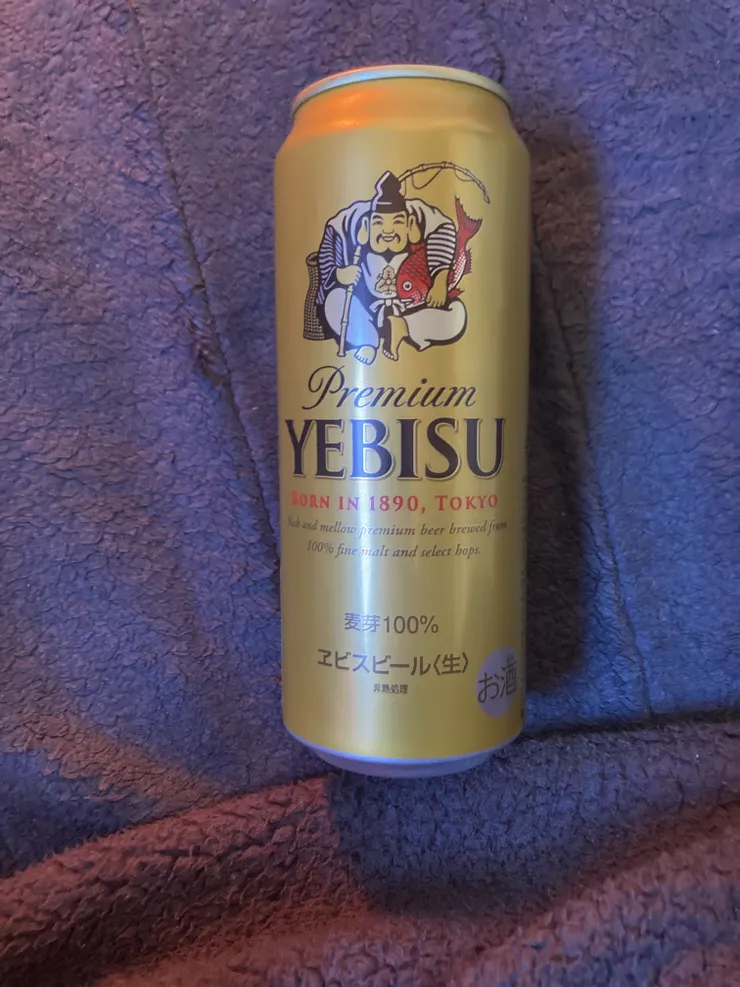 Premium
YEBISU
BORN IN 1890, TOKYO
Rich and mellow premium beer brewed from
100% fine malt and select hops.
麦芽100%
ヱビスビール〈生〉
非熱処理
お酒